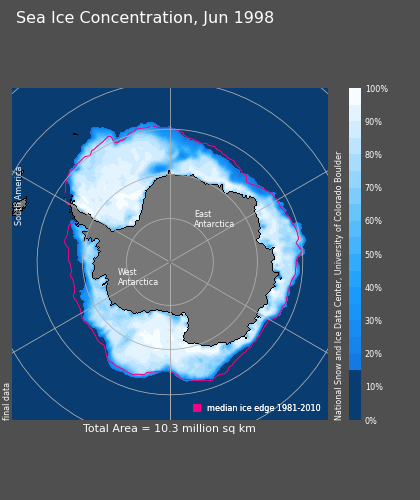 Sea Ice Concentration, Jun 1998
South America
East
Antarctica
West
Antarctica
final data
median ice edge 1981-2010
Total Area = 10.3 million sq km
National Snow and Ice Data Center, University of Colorado Boulder
100%
90%
80%
70%
60%
50%
40%
30%
20%
10%
0%